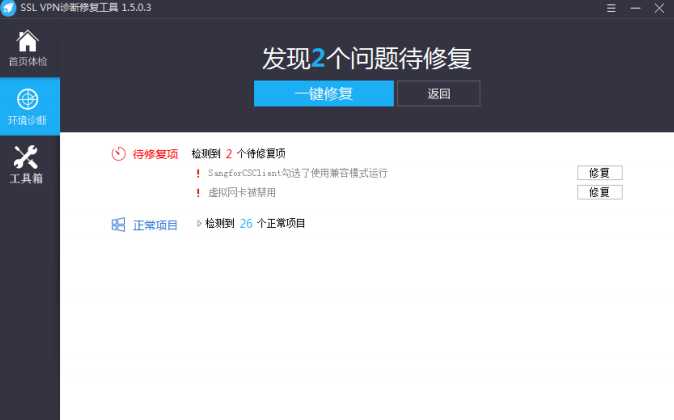 SSL VPN诊断修复工具 1.5.0.3
首页体检
环境诊断
工具箱
发现2个问题待修复
一键修复 返回
待修复项 检测到 2 个待修复项
! SangforCSClient勾选了使用兼容模式运行 修复
! 虚拟网卡被禁用 修复
正常项目 检测到 26 个正常项目